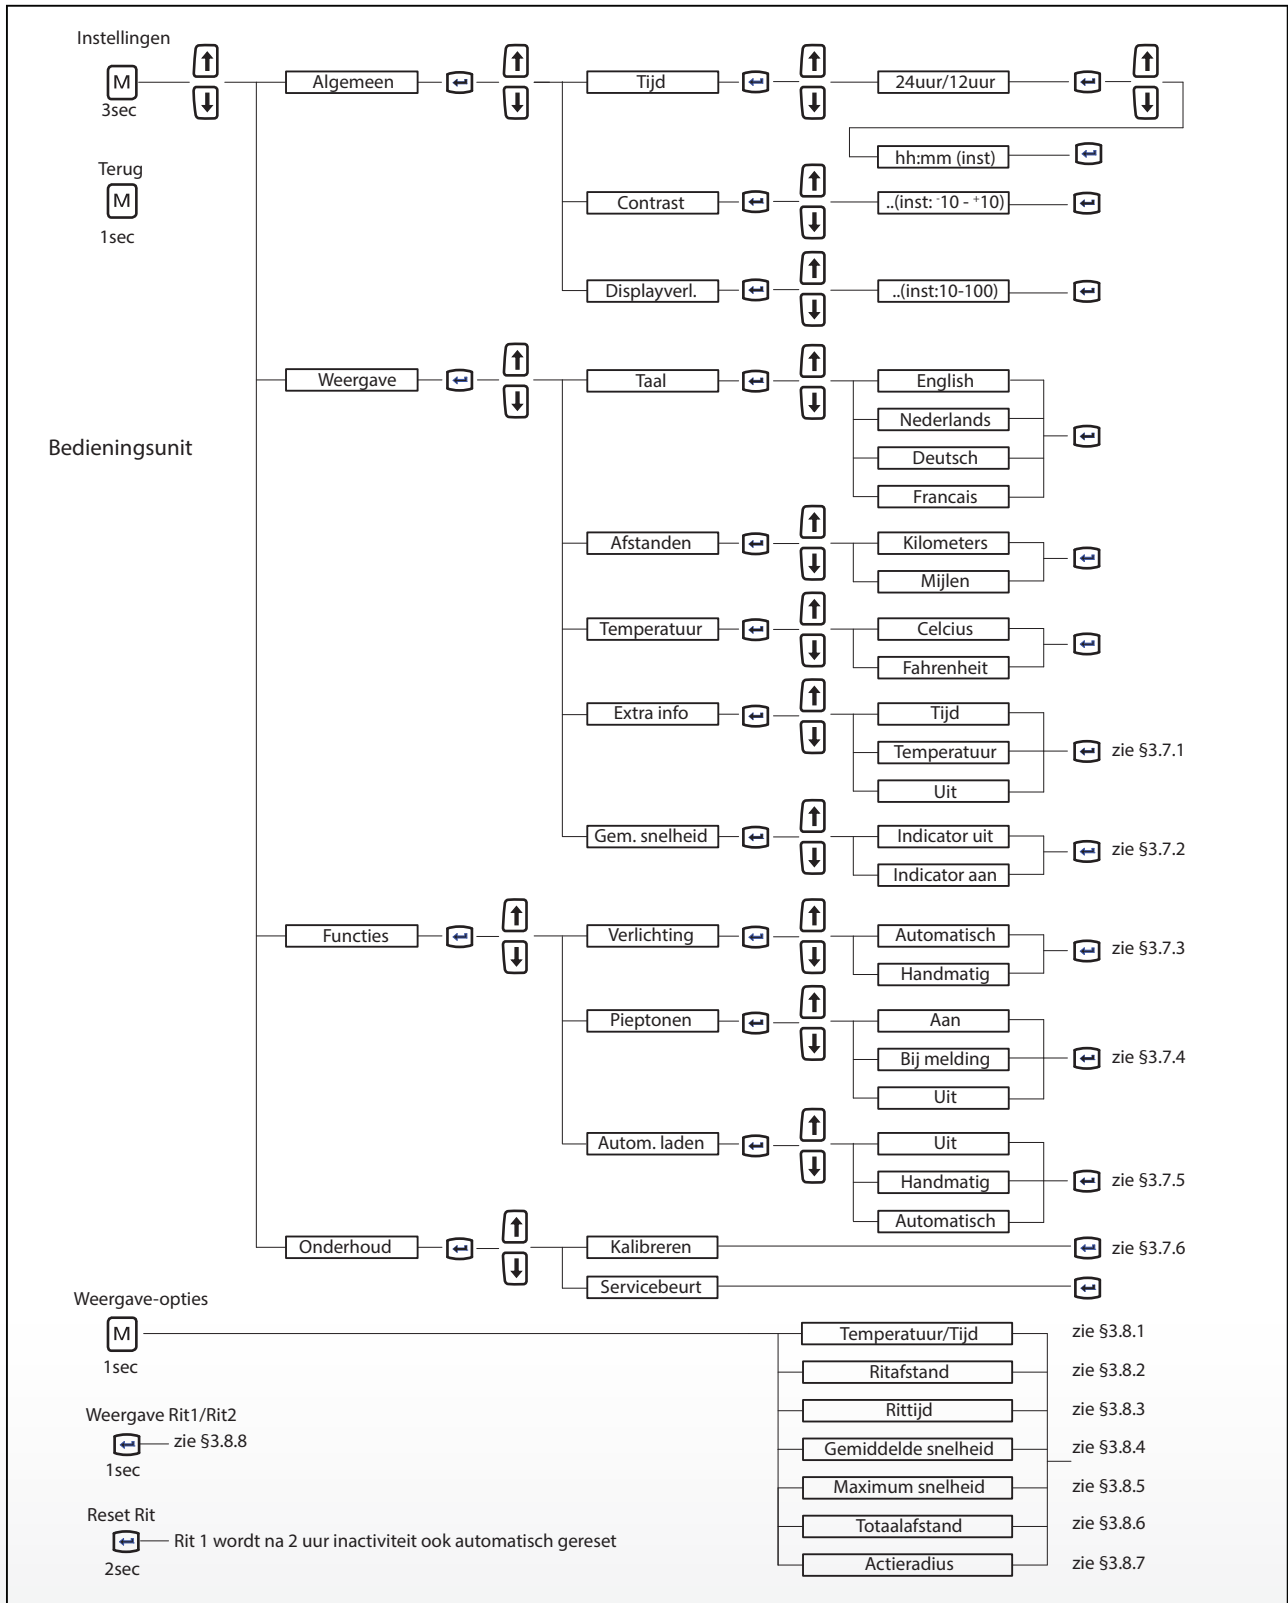 Instellingen
M
3sec
Algemeen
Tijd
24uur/12uur
hh:mm (inst)
Terug
M
1sec
Contrast
..(inst: -10 - +10)
Displayverl.
..(inst:10-100)
Weergave
Taal
English
Nederlands
Deutsch
Francais
Bedieningsunit
Afstanden
Kilometers
Mijlen
Temperatuur
Celcius
Fahrenheit
Extra info
Tijd
Temperatuur
zie §3.7.1
Uit
Gem. snelheid
Indicator uit
zie §3.7.2
Indicator aan
Functies
Verlichting
Automatisch
zie §3.7.3
Handmatig
Pieptonen
Aan
Bij melding
zie §3.7.4
Uit
Autom. laden
Uit
Handmatig
zie §3.7.5
Automatisch
Onderhoud
Kalibreren
zie §3.7.6
Servicebeurt
Weergave-opties
M
1sec
Temperatuur/Tijd
zie §3.8.1
Ritafstand
zie §3.8.2
Rittijd
zie §3.8.3
Gemiddelde snelheid
zie §3.8.4
Maximum snelheid
zie §3.8.5
Totaalafstand
zie §3.8.6
Actieradius
zie §3.8.7
Weergave Rit1/Rit2
zie §3.8.8
1sec
Reset Rit
Rit 1 wordt na 2 uur inactiviteit ook automatisch gereset
2sec